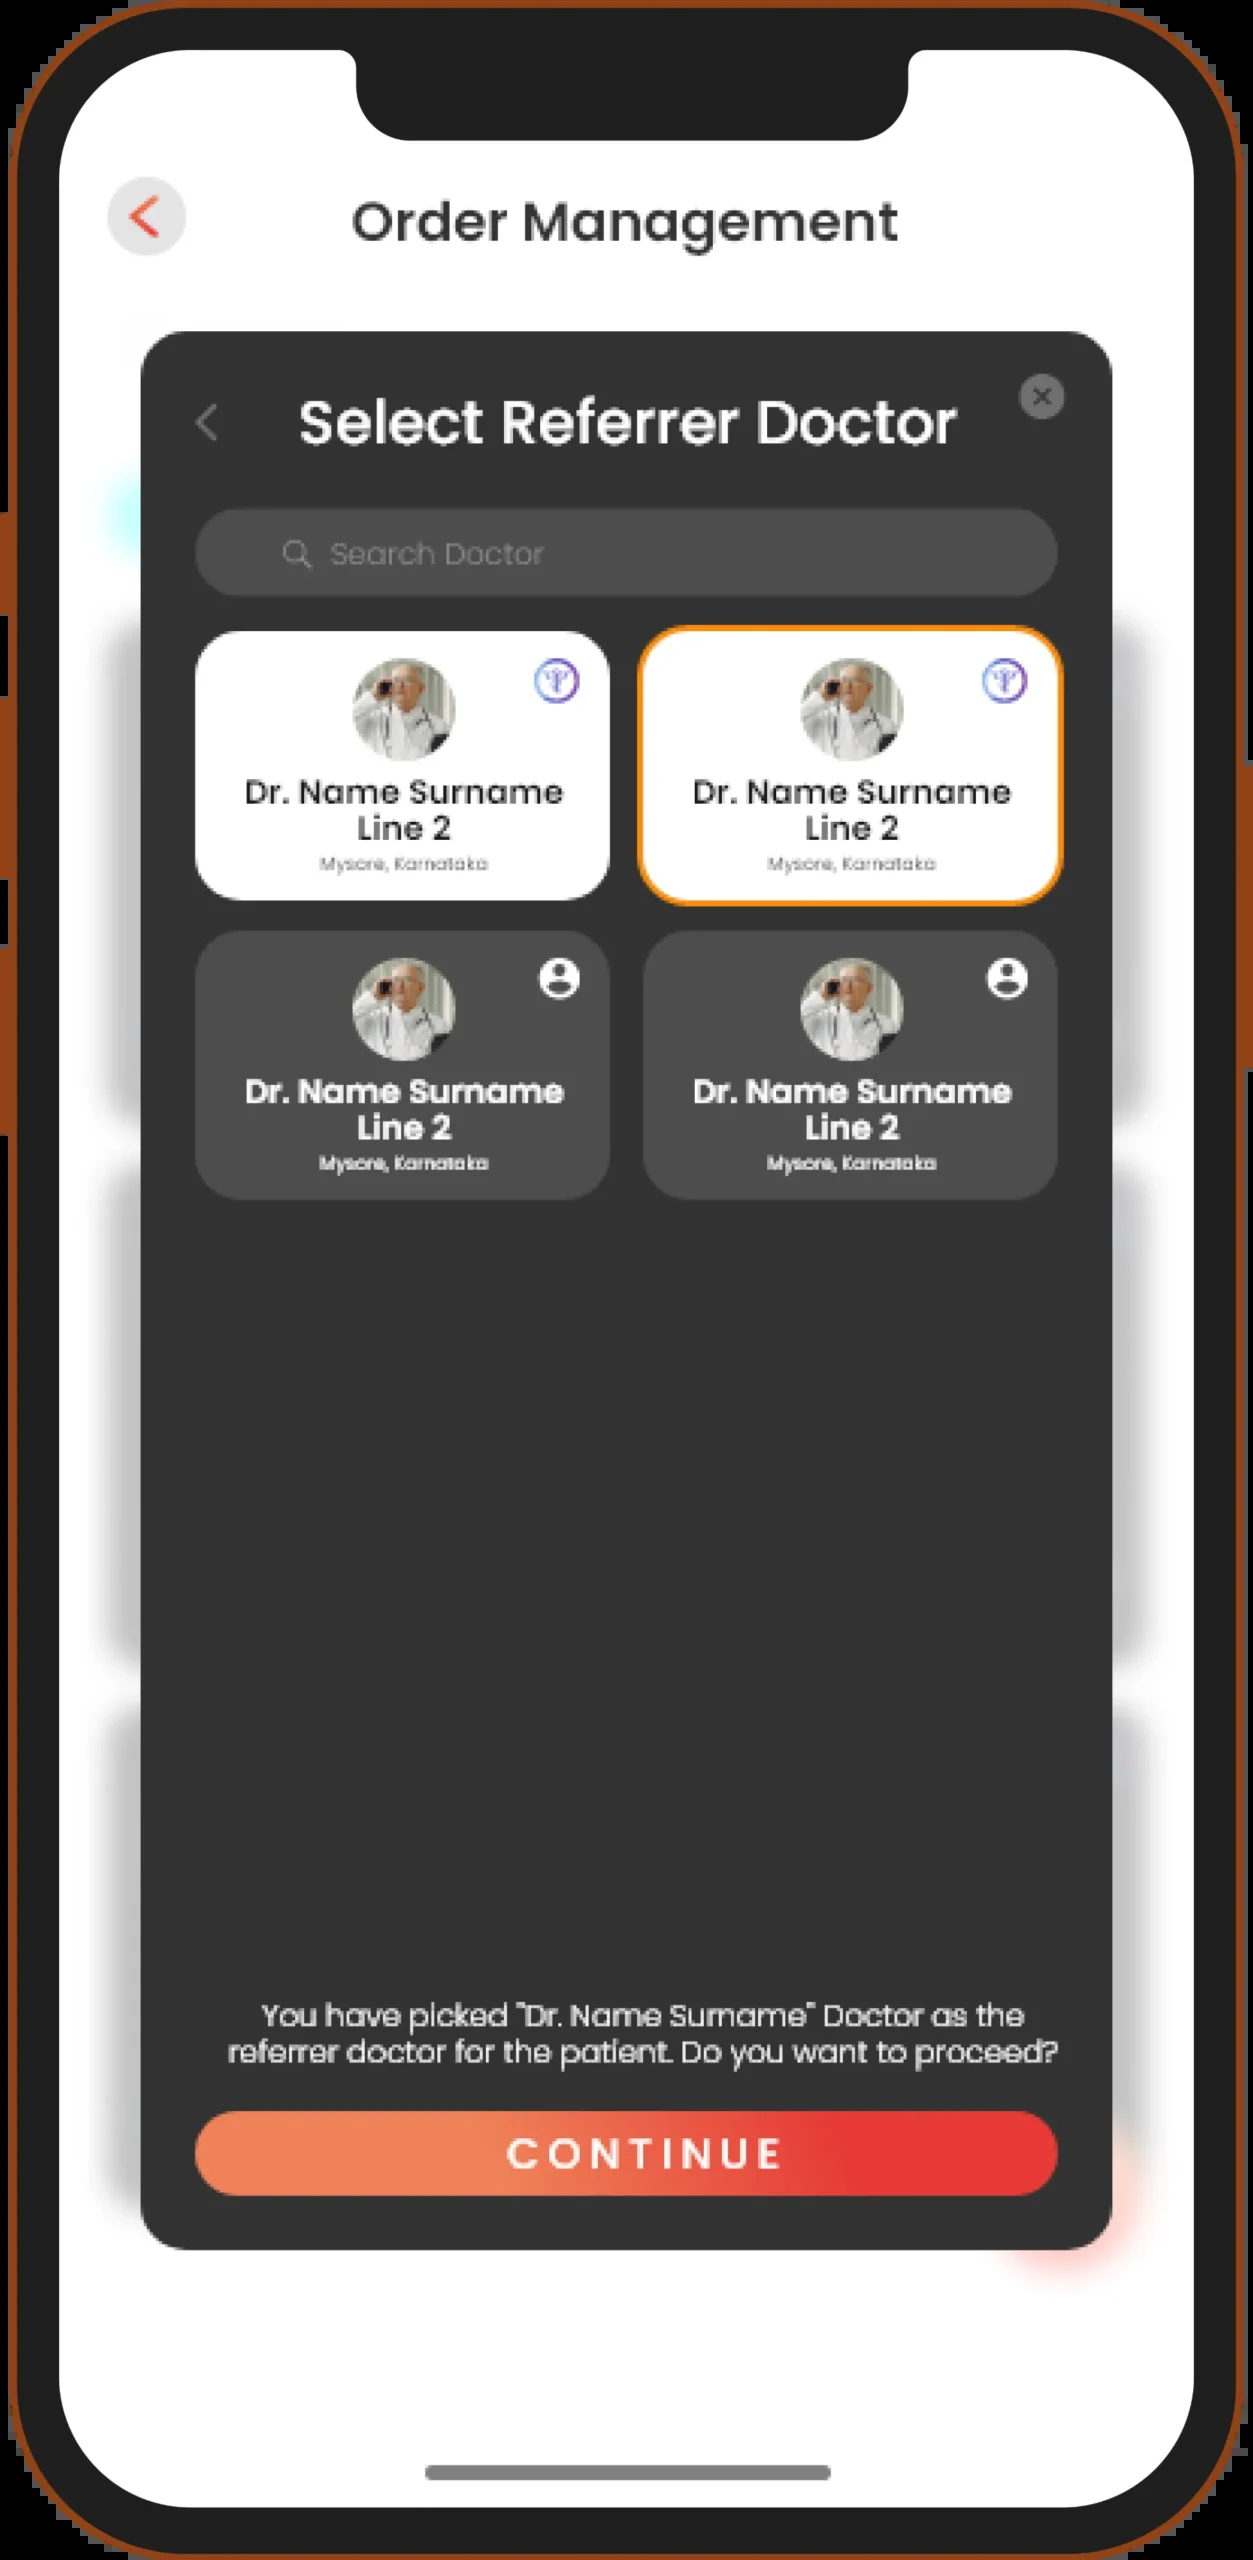 Order Management
Select Referrer Doctor
Search Doctor
Dr. Name Surname
Line 2
Mysore, Karnataka
Dr. Name Surname
Line 2
Mysore, Karnataka
Dr. Name Surname
Line 2
Mysore, Karnataka
Dr. Name Surname
Line 2
Mysore, Karnataka
You have picked "Dr. Name Surname" Doctor as the
referrer doctor for the patient. Do you want to proceed?
CONTINUE